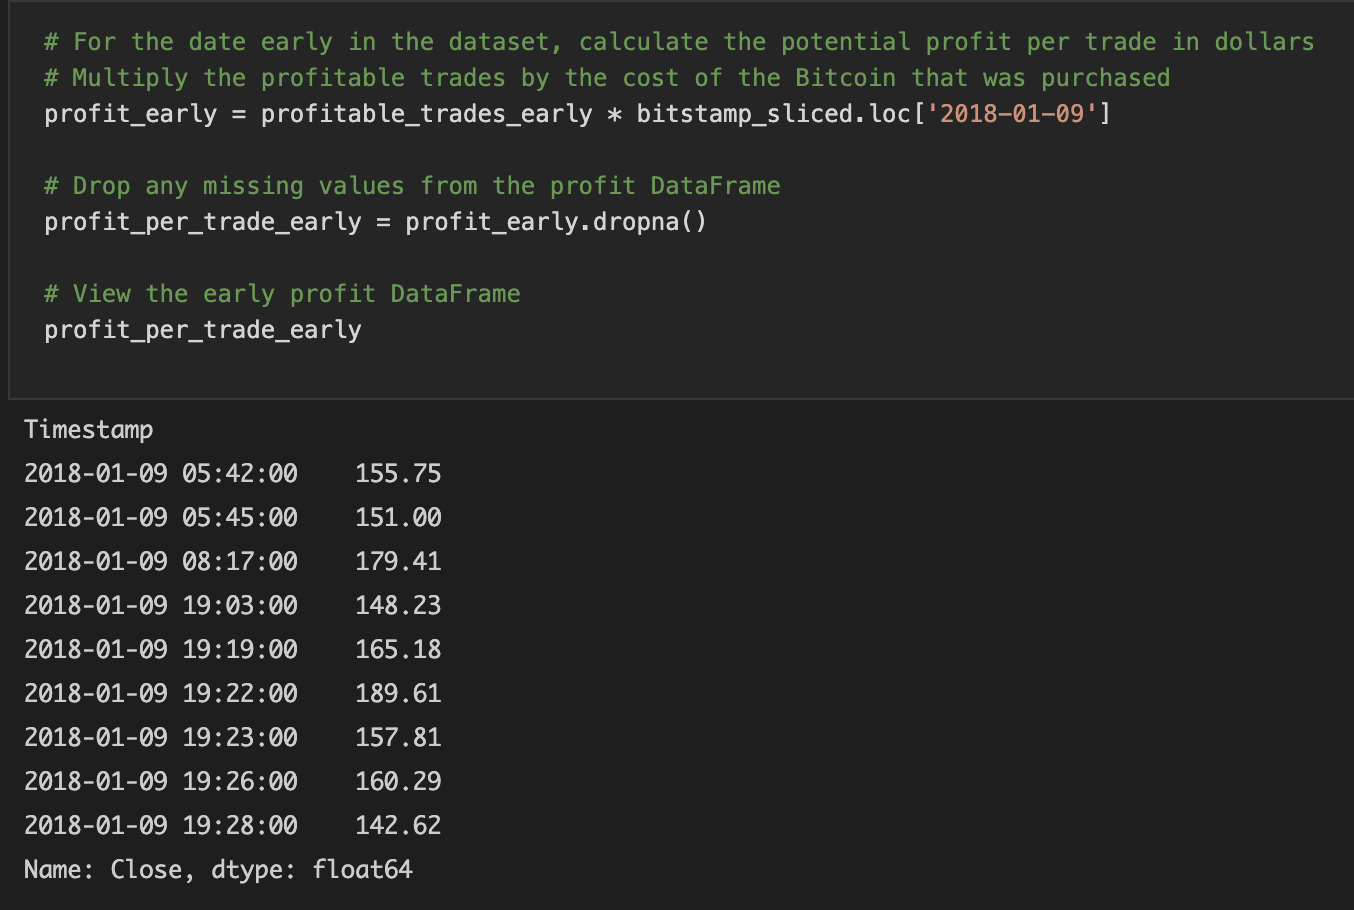 # For the date early in the dataset, calculate the potential profit per trade in dollars
# Multiply the profitable trades by the cost of the Bitcoin that was purchased
profit_early = profitable_trades_early * bitstamp_sliced.loc['2018-01-09']
# Drop any missing values from the profit DataFrame
profit_per_trade_early = profit_early.dropna()
# View the early profit DataFrame
profit_per_trade_early
Timestamp
2018-01-09 05:42:00    155.75
2018-01-09 05:45:00    151.00
2018-01-09 08:17:00    179.41
2018-01-09 19:03:00    148.23
2018-01-09 19:19:00    165.18
2018-01-09 19:22:00    189.61
2018-01-09 19:23:00    157.81
2018-01-09 19:26:00    160.29
2018-01-09 19:28:00    142.62
Name: Close, dtype: float64